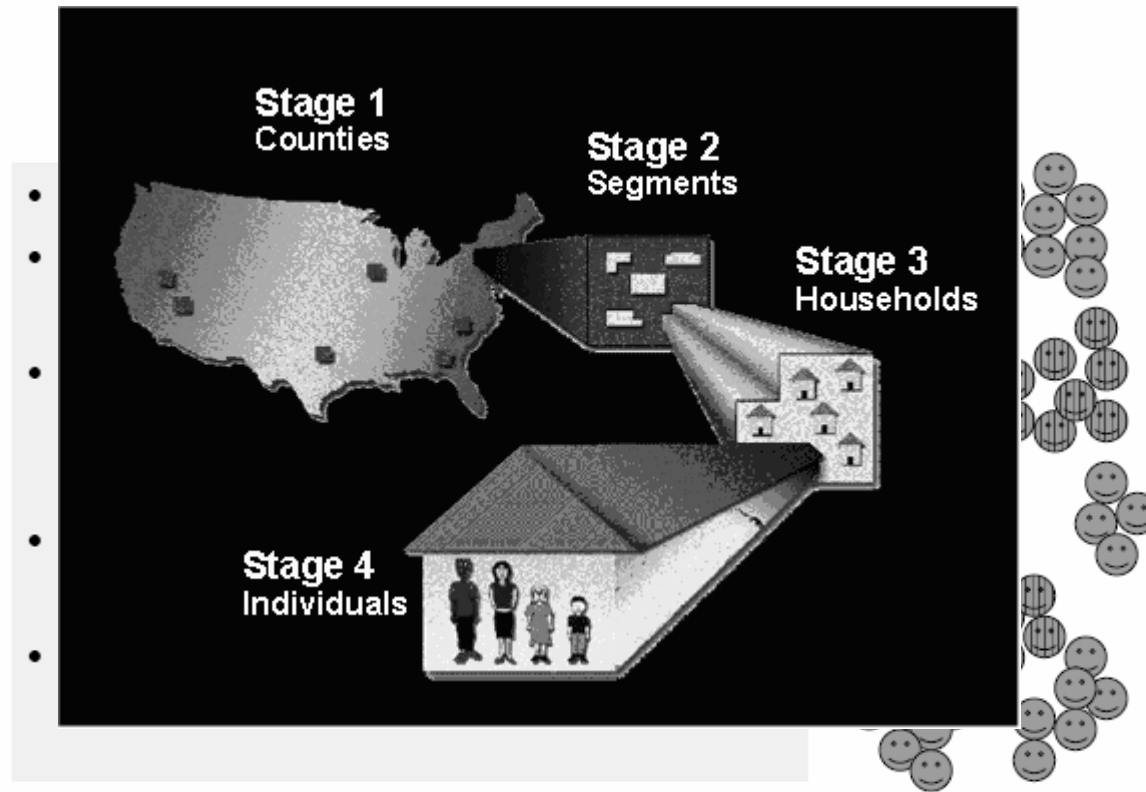 Stage 1
Counties
Stage 2
Segments
Stage 3
Households
Stage 4
Individuals